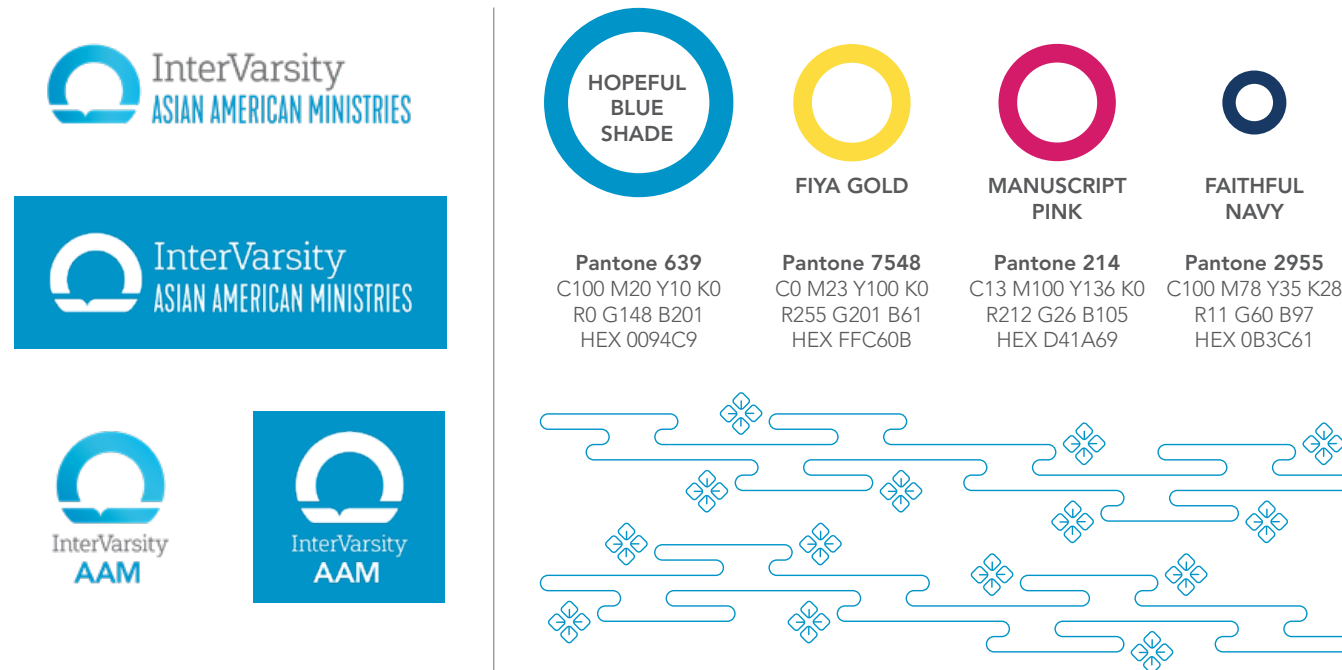 InterVarsity
ASIAN AMERICAN MINISTRIES
InterVarsity
ASIAN AMERICAN MINISTRIES
InterVarsity
AAM
InterVarsity
AAM
HOPEFUL
BLUE
SHADE
Pantone 639
C100 M20 Y10 K0
R0 G148 B201
HEX 0094C9
FIYA GOLD
Pantone 7548
C0 M23 Y100 K0
R255 G201 B61
HEX FFC60B
MANUSCRIPT
PINK
Pantone 214
C13 M100 Y136 K0
R212 G26 B105
HEX D41A69
FAITHFUL
NAVY
Pantone 2955
C100 M78 Y35 K28
R11 G60 B97
HEX 0B3C61